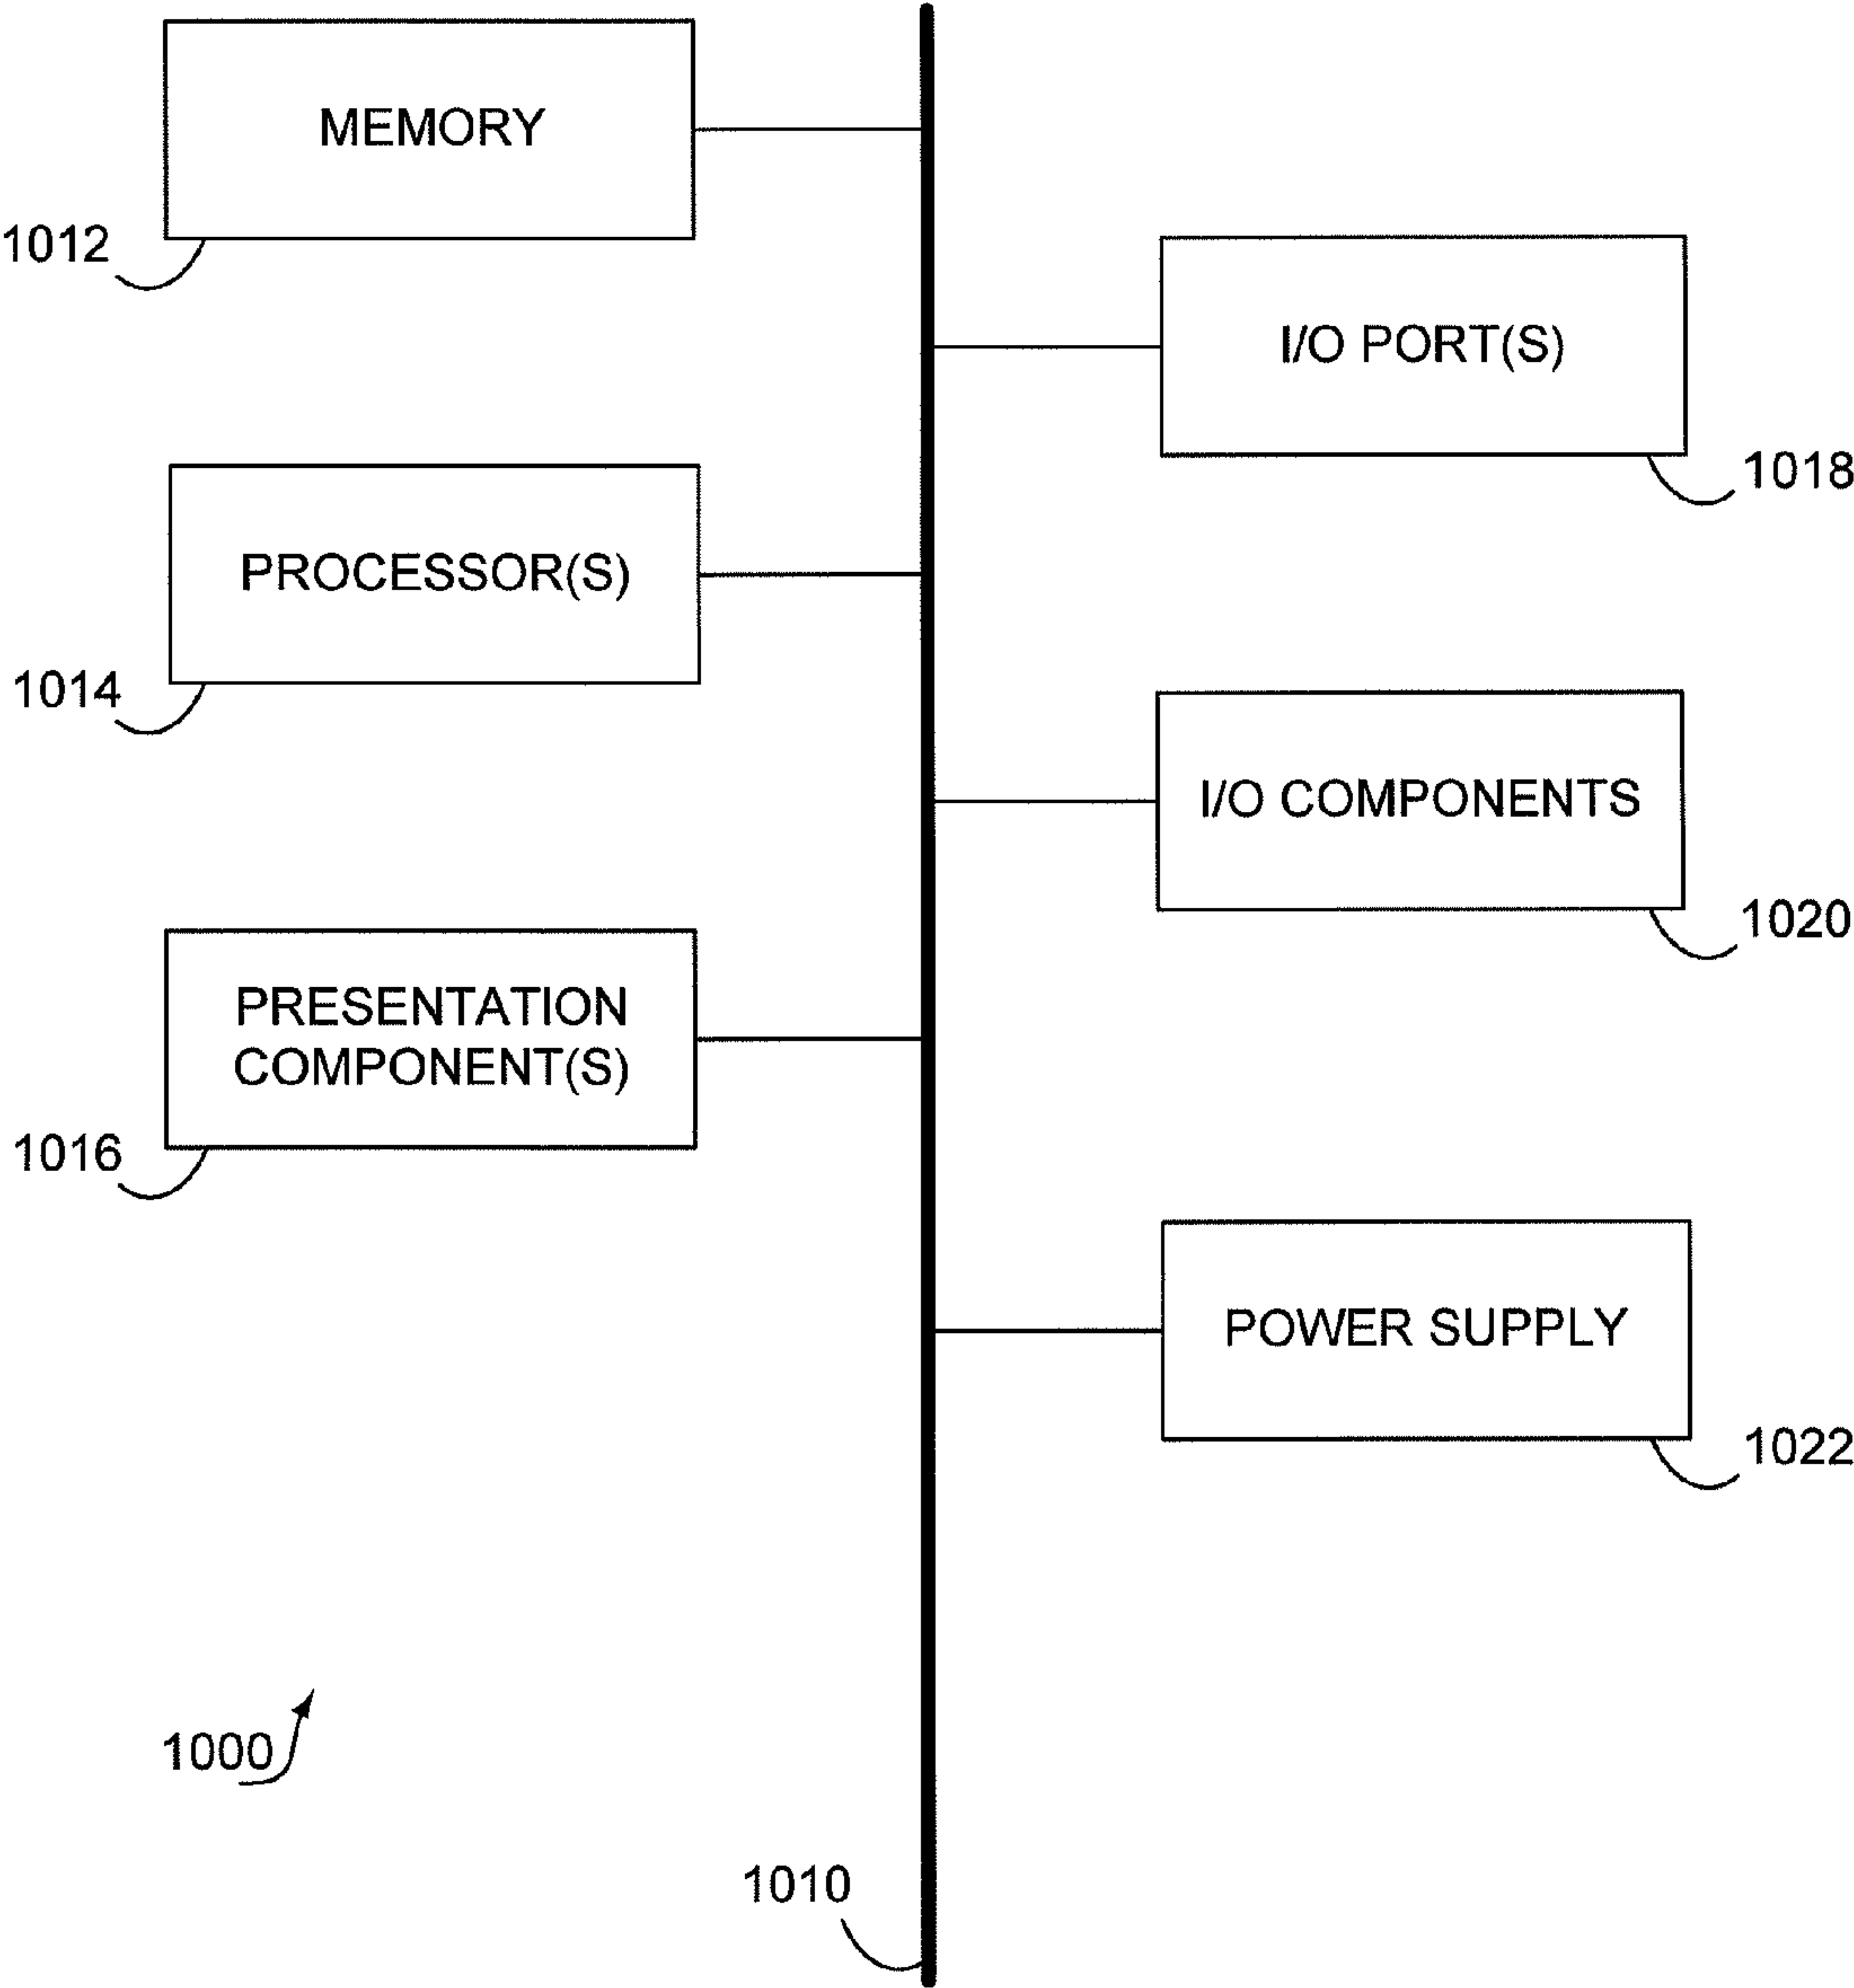 MEMORY
1012
I/O PORT(S)
1018
PROCESSOR(S)
1014
I/O COMPONENTS
1020
PRESENTATION
COMPONENT(S)
1016
POWER SUPPLY
1022
1000
1010